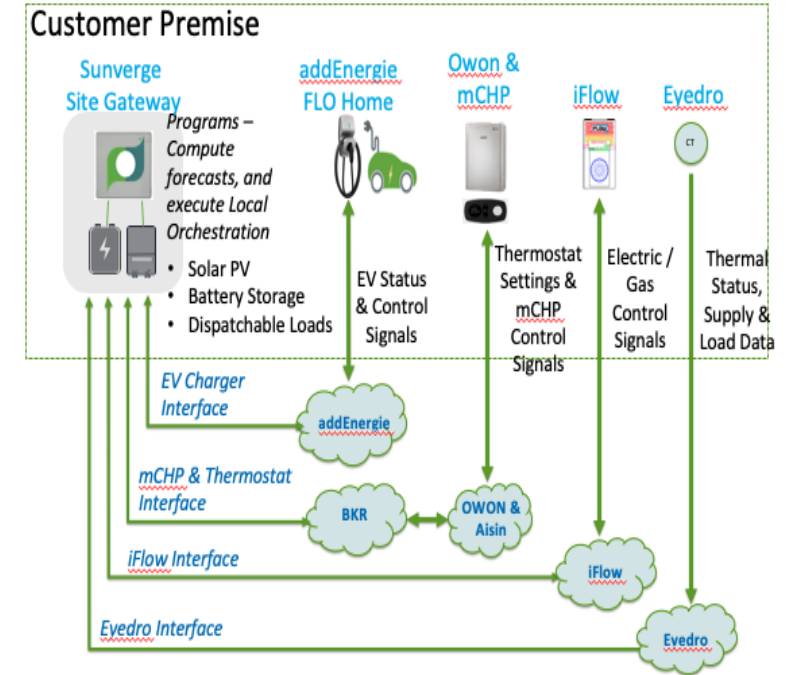 Customer Premise
Sunverge
Site Gateway
Programs –
Compute
forecasts, and
execute Local
Orchestration
• Solar PV
• Battery Storage
• Dispatchable Loads
addEnergie
FLO Home
EV Status
& Control
Signals
Owon &
mCHP
Thermostat
Settings &
mCHP
Control
Signals
iFlow
Electric /
Gas
Control
Signals
Eyedro
CT
Thermal
Status,
Supply &
Load Data
EV Charger
Interface
addEnergie
mCHP & Thermostat
Interface
BKR
OWON &
Aisin
iFlow Interface
iFlow
Eyedro Interface
Eyedro